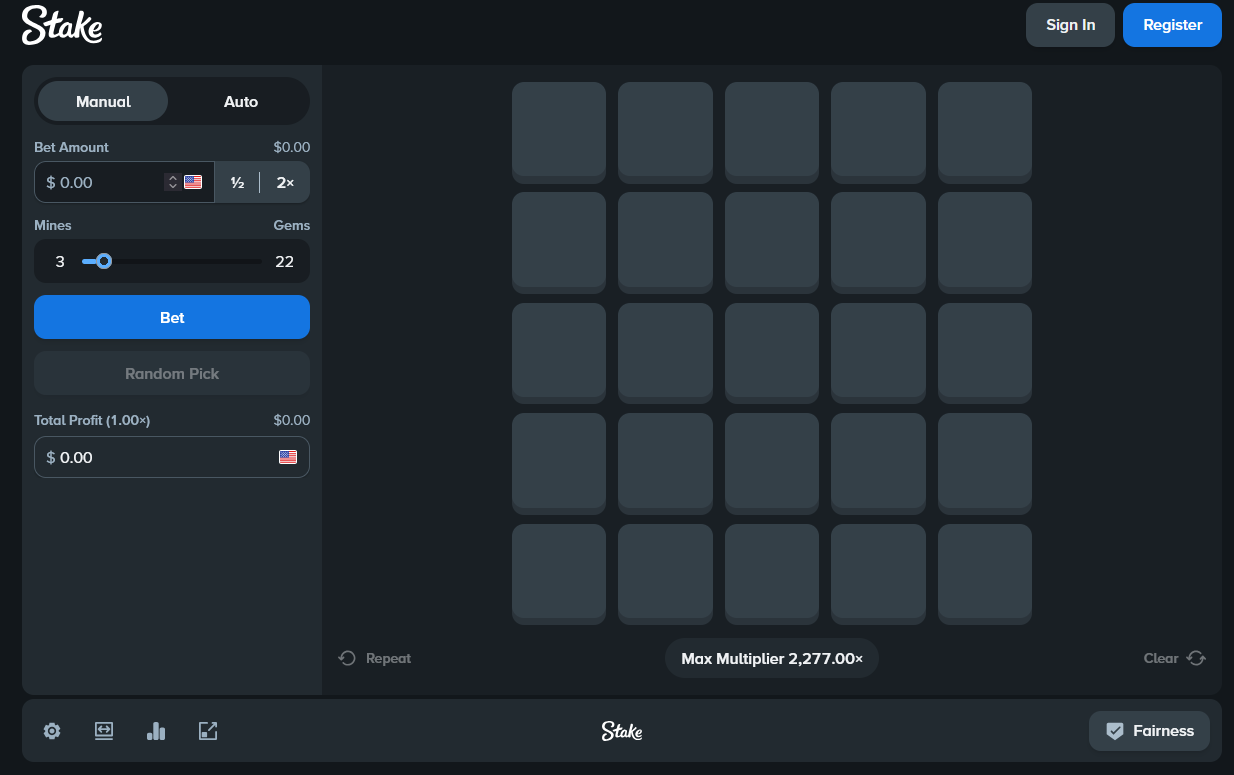 Stake
Sign In
Register
Manual
Auto
Bet Amount
$0.00
$ 0.00
½
2×
Mines
Gems
3
22
Bet
Random Pick
Total Profit (1.00×)
$0.00
$ 0.00
Repeat
Max Multiplier 2,277.00×
Clear
Stake
Fairness